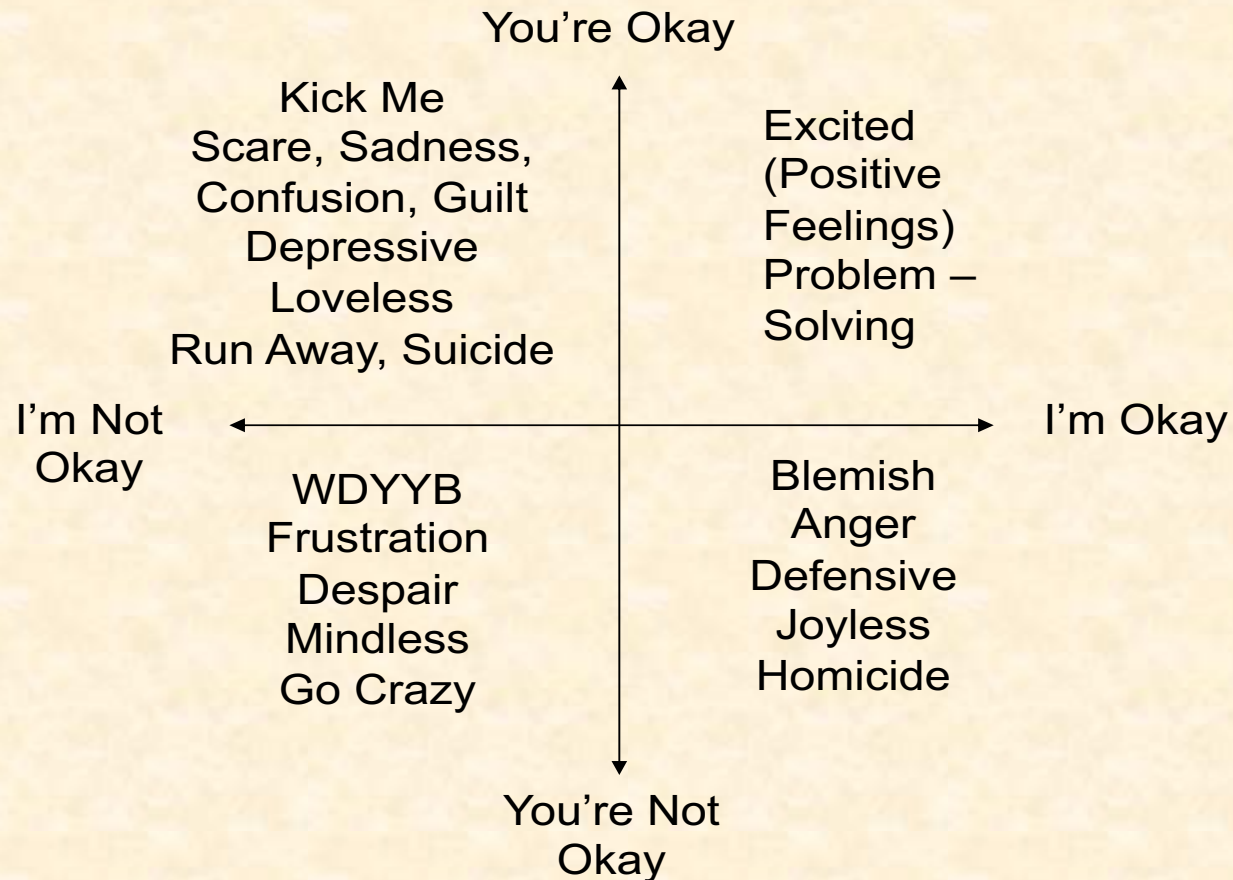 You’re Okay
Kick Me
Scare, Sadness,
Confusion, Guilt
Depressive
Loveless
Run Away, Suicide
Excited
(Positive
Feelings)
Problem –
Solving
I’m Not
Okay
I’m Okay
WDYYB
Frustration
Despair
Mindless
Go Crazy
Blemish
Anger
Defensive
Joyless
Homicide
You’re Not
Okay